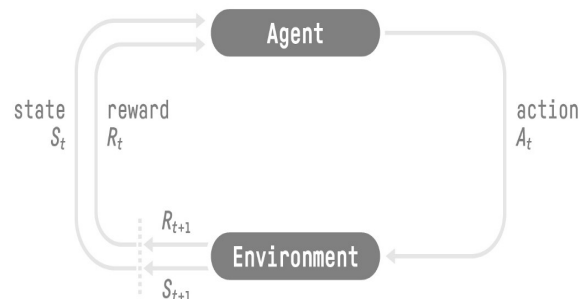 Agent
state
S_t
reward
R_t
action
A_t
R_{t+1}
Environment
S_{t+1}